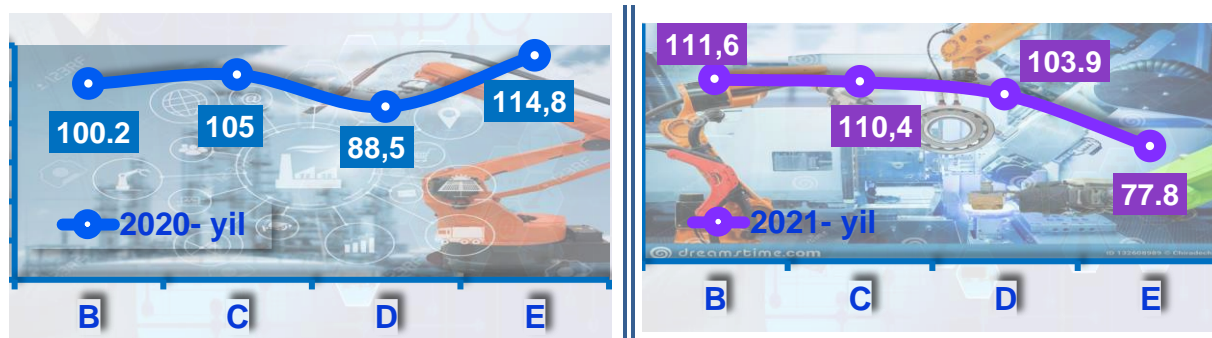 100.2
105
88,5
114,8
2020- yil
B C D E
111,6
110,4
103.9
77.8
2021- yil
dreamstime.com
B C D E